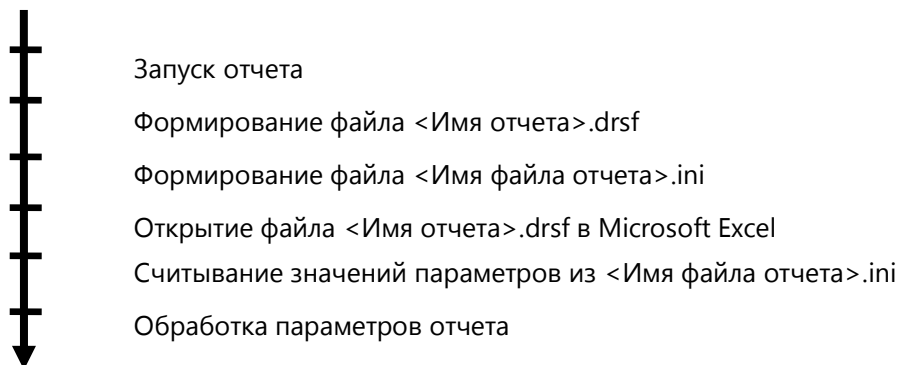 Запуск отчета
Формирование файла <Имя отчета>.drsf
Формирование файла <Имя файла отчета>.ini
Открытие файла <Имя отчета>.drsf в Microsoft Excel
Считывание значений параметров из <Имя файла отчета>.ini
Обработка параметров отчета